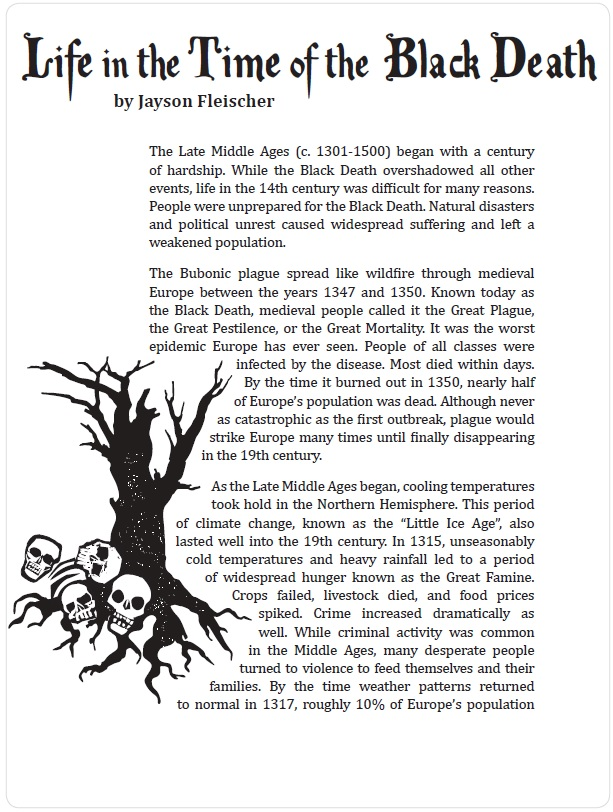 Life in the Time of the Black Death
by Jayson Fleischer
The Late Middle Ages (c. 1301-1500) began with a century
of hardship. While the Black Death overshadowed all other
events, life in the 14th century was difficult for many reasons.
People were unprepared for the Black Death. Natural disasters
and political unrest caused widespread suffering and left a
weakened population.
The Bubonic plague spread like wildfire through medieval
Europe between the years 1347 and 1350. Known today as
the Black Death, medieval people called it the Great Plague,
the Great Pestilence, or the Great Mortality. It was the worst
epidemic Europe has ever seen. People of all classes were
infected by the disease. Most died within days.
By the time it burned out in 1350, nearly half
of Europe's population was dead. Although never
as catastrophic as the first outbreak, plague would
strike Europe many times until finally disappearing
in the 19th century.
As the Late Middle Ages began, cooling temperatures
took hold in the Northern Hemisphere. This period
of climate change, known as the “Little Ice Age”, also
lasted well into the 19th century. In 1315, unseasonably
cold temperatures and heavy rainfall led to a period
of widespread hunger known as the Great Famine.
Crops failed, livestock died, and food prices
spiked. Crime increased dramatically as
well. While criminal activity was common
in the Middle Ages, many desperate people
turned to violence to feed themselves and their
families. By the time weather patterns returned
to normal in 1317, roughly 10% of Europe's population